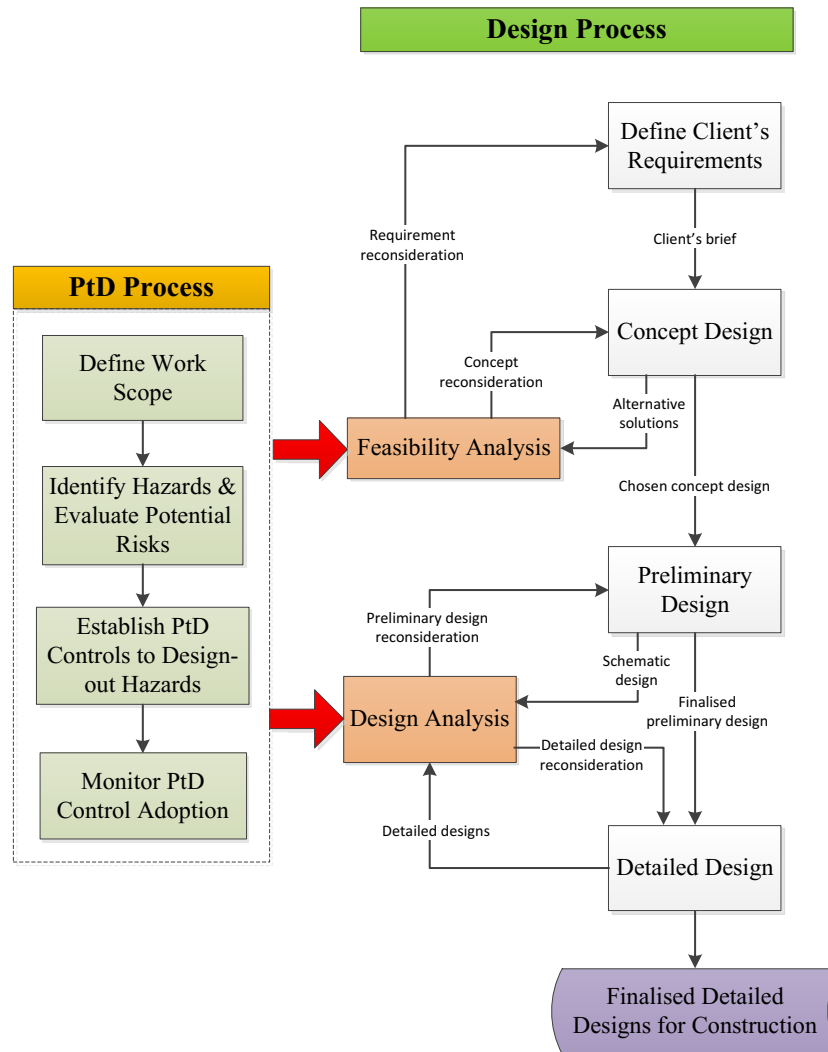 Design Process
Define Client’s
Requirements
Requirement
reconsideration
Client’s brief
PtD Process
Concept Design
Define Work
Scope
Concept
reconsideration
Alternative
solutions
Feasibility Analysis
Identify Hazards &
Evaluate Potential
Risks
Chosen concept design
Preliminary
Design
Preliminary design
reconsideration
Establish PtD
Controls to Design-
out Hazards
Schematic
design
Design Analysis
Finalised
preliminary design
Detailed design
reconsideration
Monitor PtD
Control Adoption
Detailed designs
Detailed Design
Finalised Detailed
Designs for Construction